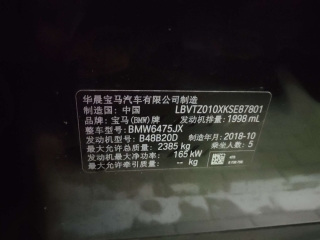 华晨宝马汽车有限公司制造
制造国：中国 LBVTZ010XKSE87801
品牌：宝马(BMW)牌 发动机排量：1998 mL
整车型号：BMW6475JX
发动机型号：B48B20D 制造年月：2018-10
最大允许总质量：2385 kg 乘坐人数：5
发动机最大净功率：165 kW
最大允许牵引质量：-- kg